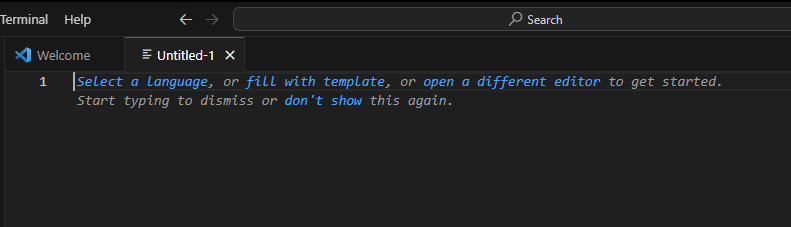 Terminal Help Search
Welcome Untitled-1
1 Select a language, or fill with template, or open a different editor to get started.
Start typing to dismiss or don't show this again.